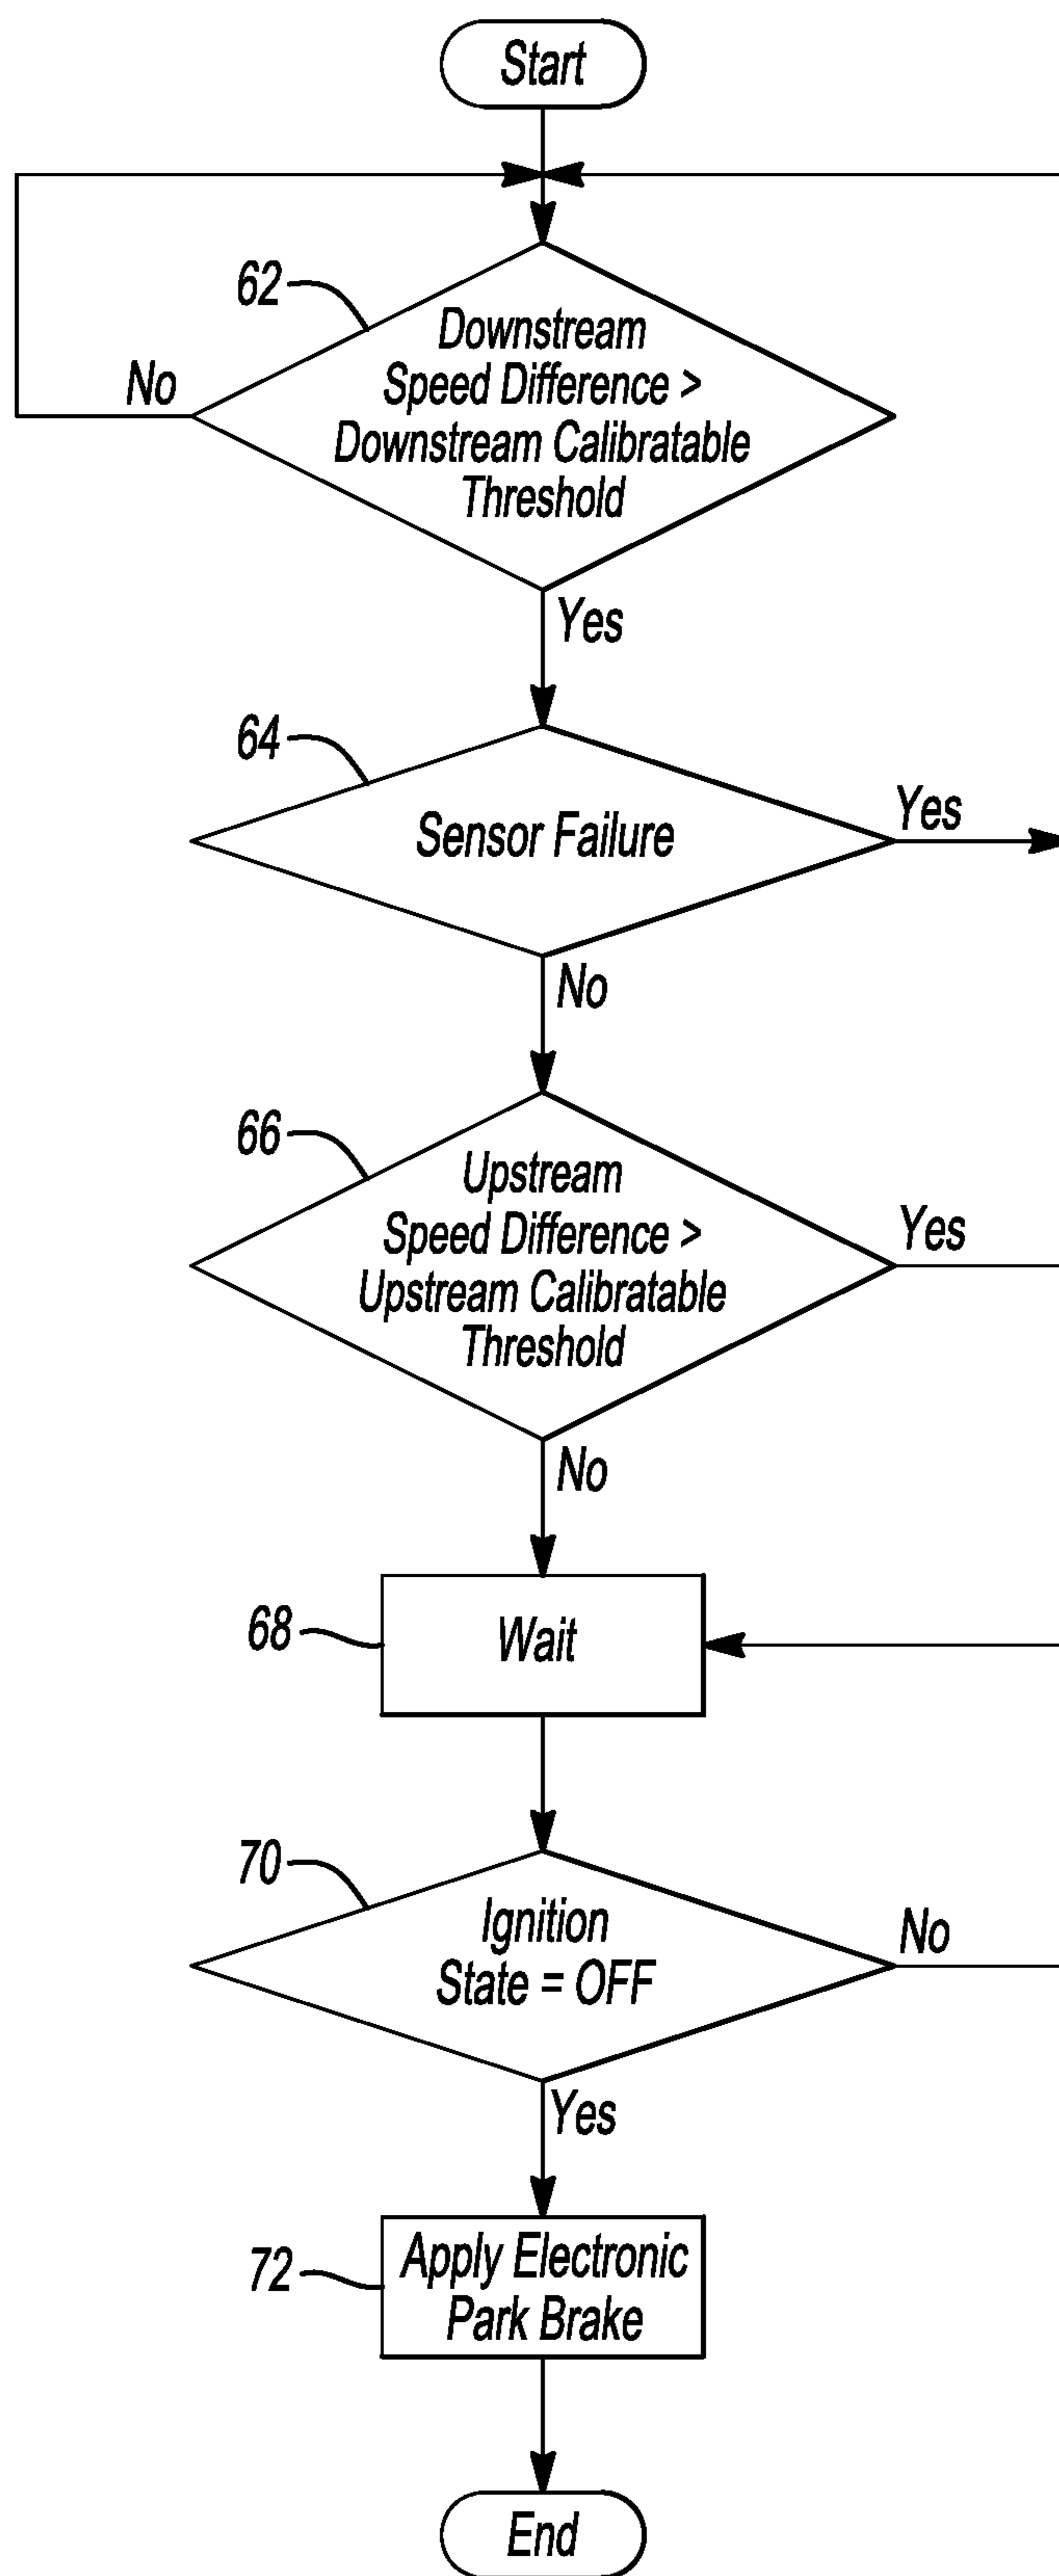 Start
62
Downstream
Speed Difference >
Downstream Calibratable
Threshold
No
Yes
64
Sensor Failure
Yes
No
66
Upstream
Speed Difference >
Upstream Calibratable
Threshold
Yes
No
68
Wait
70
Ignition
State = OFF
No
Yes
72
Apply Electronic
Park Brake
End